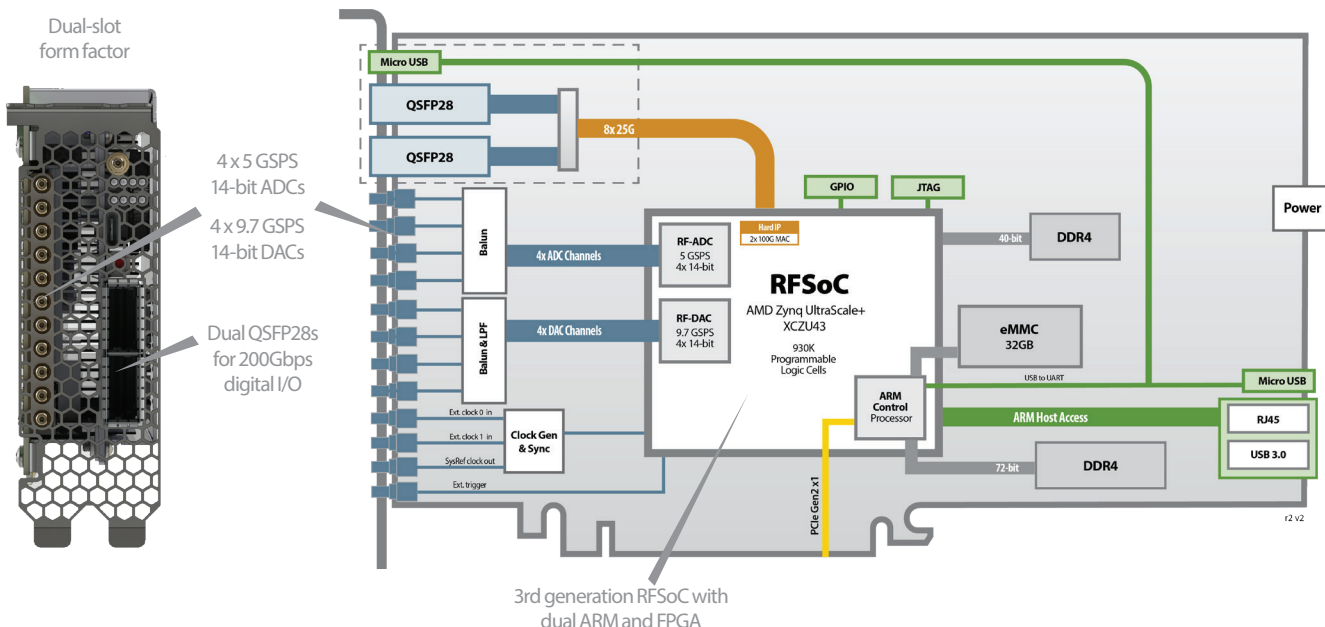 Dual-slot
form factor
4 x 5 GSPS
14-bit ADCs
4 x 9.7 GSPS
14-bit DACs
Dual QSFP28s
for 200Gbps
digital I/O
Micro USB
QSFP28
QSFP28
8x 25G
GPIO
JTAG
Power
Balun
4x ADC Channels
RF-ADC
5 GSPS
4x 14-bit
Hard IP
2x 100G MAC
40-bit
DDR4
RFSoC
AMD Zynq UltraScale+
XCZU43
930K
Programmable
Logic Cells
Balun & LPF
4x DAC Channels
RF-DAC
9.7 GSPS
4x 14-bit
eMMC
32GB
USB to UART
Micro USB
ARM
Control
Processor
ARM Host Access
RJ45
USB 3.0
Ext. clock 0 in
Ext. clock 1 in
SysRef clock out
Ext. trigger
Clock Gen
& Sync
72-bit
DDR4
PCIe Gen2 x1
r2 v2
3rd generation RFSoC with
dual ARM and FPGA